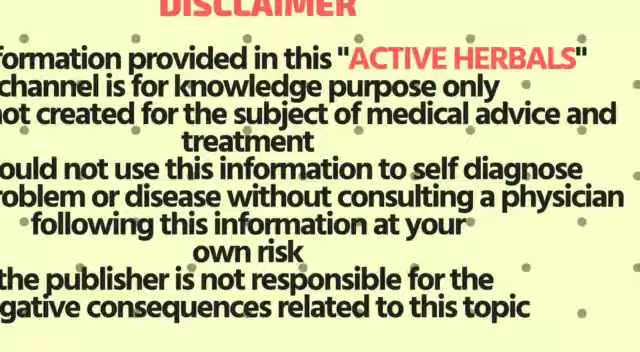 DISCLAIMER
formation provided in this "ACTIVE HERBALS"
channel is for knowledge purpose only
ot created for the subject of medical advice and
treatment
ould not use this information to self diagnose
roblem or disease without consulting a physician
following this information at your
own risk
the publisher is not responsible for the
gative consequences related to this topic